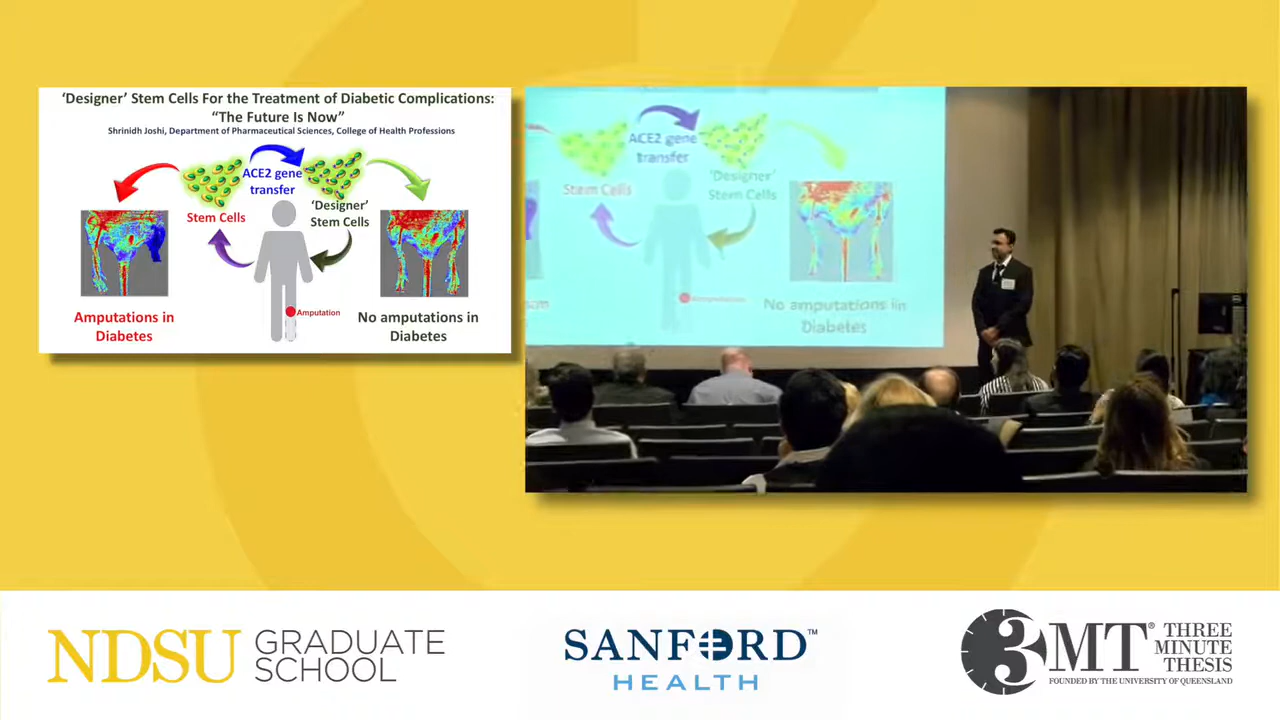 ‘Designer’ Stem Cells For the Treatment of Diabetic Complications:
“The Future Is Now”
Shrinidh Joshi, Department of Pharmaceutical Sciences, College of Health Professions
ACE2 gene
transfer
Stem Cells
‘Designer’
Stem Cells
Amputation
Amputations in
Diabetes
No amputations in
Diabetes
ACE2 gene
transfer
Stem Cells
‘Designer’
Stem Cells
No amputations in
Diabetes
NDSU GRADUATE
SCHOOL
SANFORD™
HEALTH
3MT® THREE
MINUTE
THESIS
FOUNDED BY THE UNIVERSITY OF QUEENSLAND